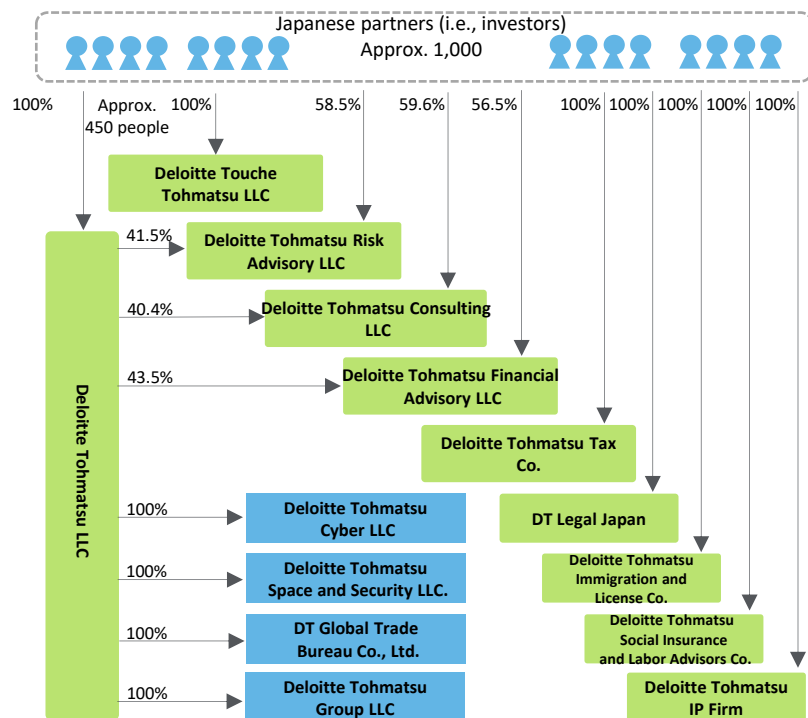 Japanese partners (i.e., investors)
Approx. 1,000
100%
Approx.
450 people
100%
58.5%
59.6%
56.5%
100%
100%
100%
100%
100%
Deloitte Touche
Tohmatsu LLC
41.5%
Deloitte Tohmatsu Risk
Advisory LLC
40.4%
Deloitte Tohmatsu Consulting
LLC
43.5%
Deloitte Tohmatsu Financial
Advisory LLC
Deloitte Tohmatsu LLC
Deloitte Tohmatsu Tax
Co.
100%
Deloitte Tohmatsu
Cyber LLC
DT Legal Japan
100%
Deloitte Tohmatsu
Space and Security LLC.
Deloitte Tohmatsu
Immigration and
License Co.
100%
DT Global Trade
Bureau Co., Ltd.
Deloitte Tohmatsu
Social Insurance
and Labor Advisors Co.
100%
Deloitte Tohmatsu
Group LLC
Deloitte Tohmatsu
IP Firm